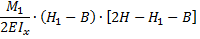 M₁/2EIₓ · (H₁ − B) · [2H − H₁ − B]